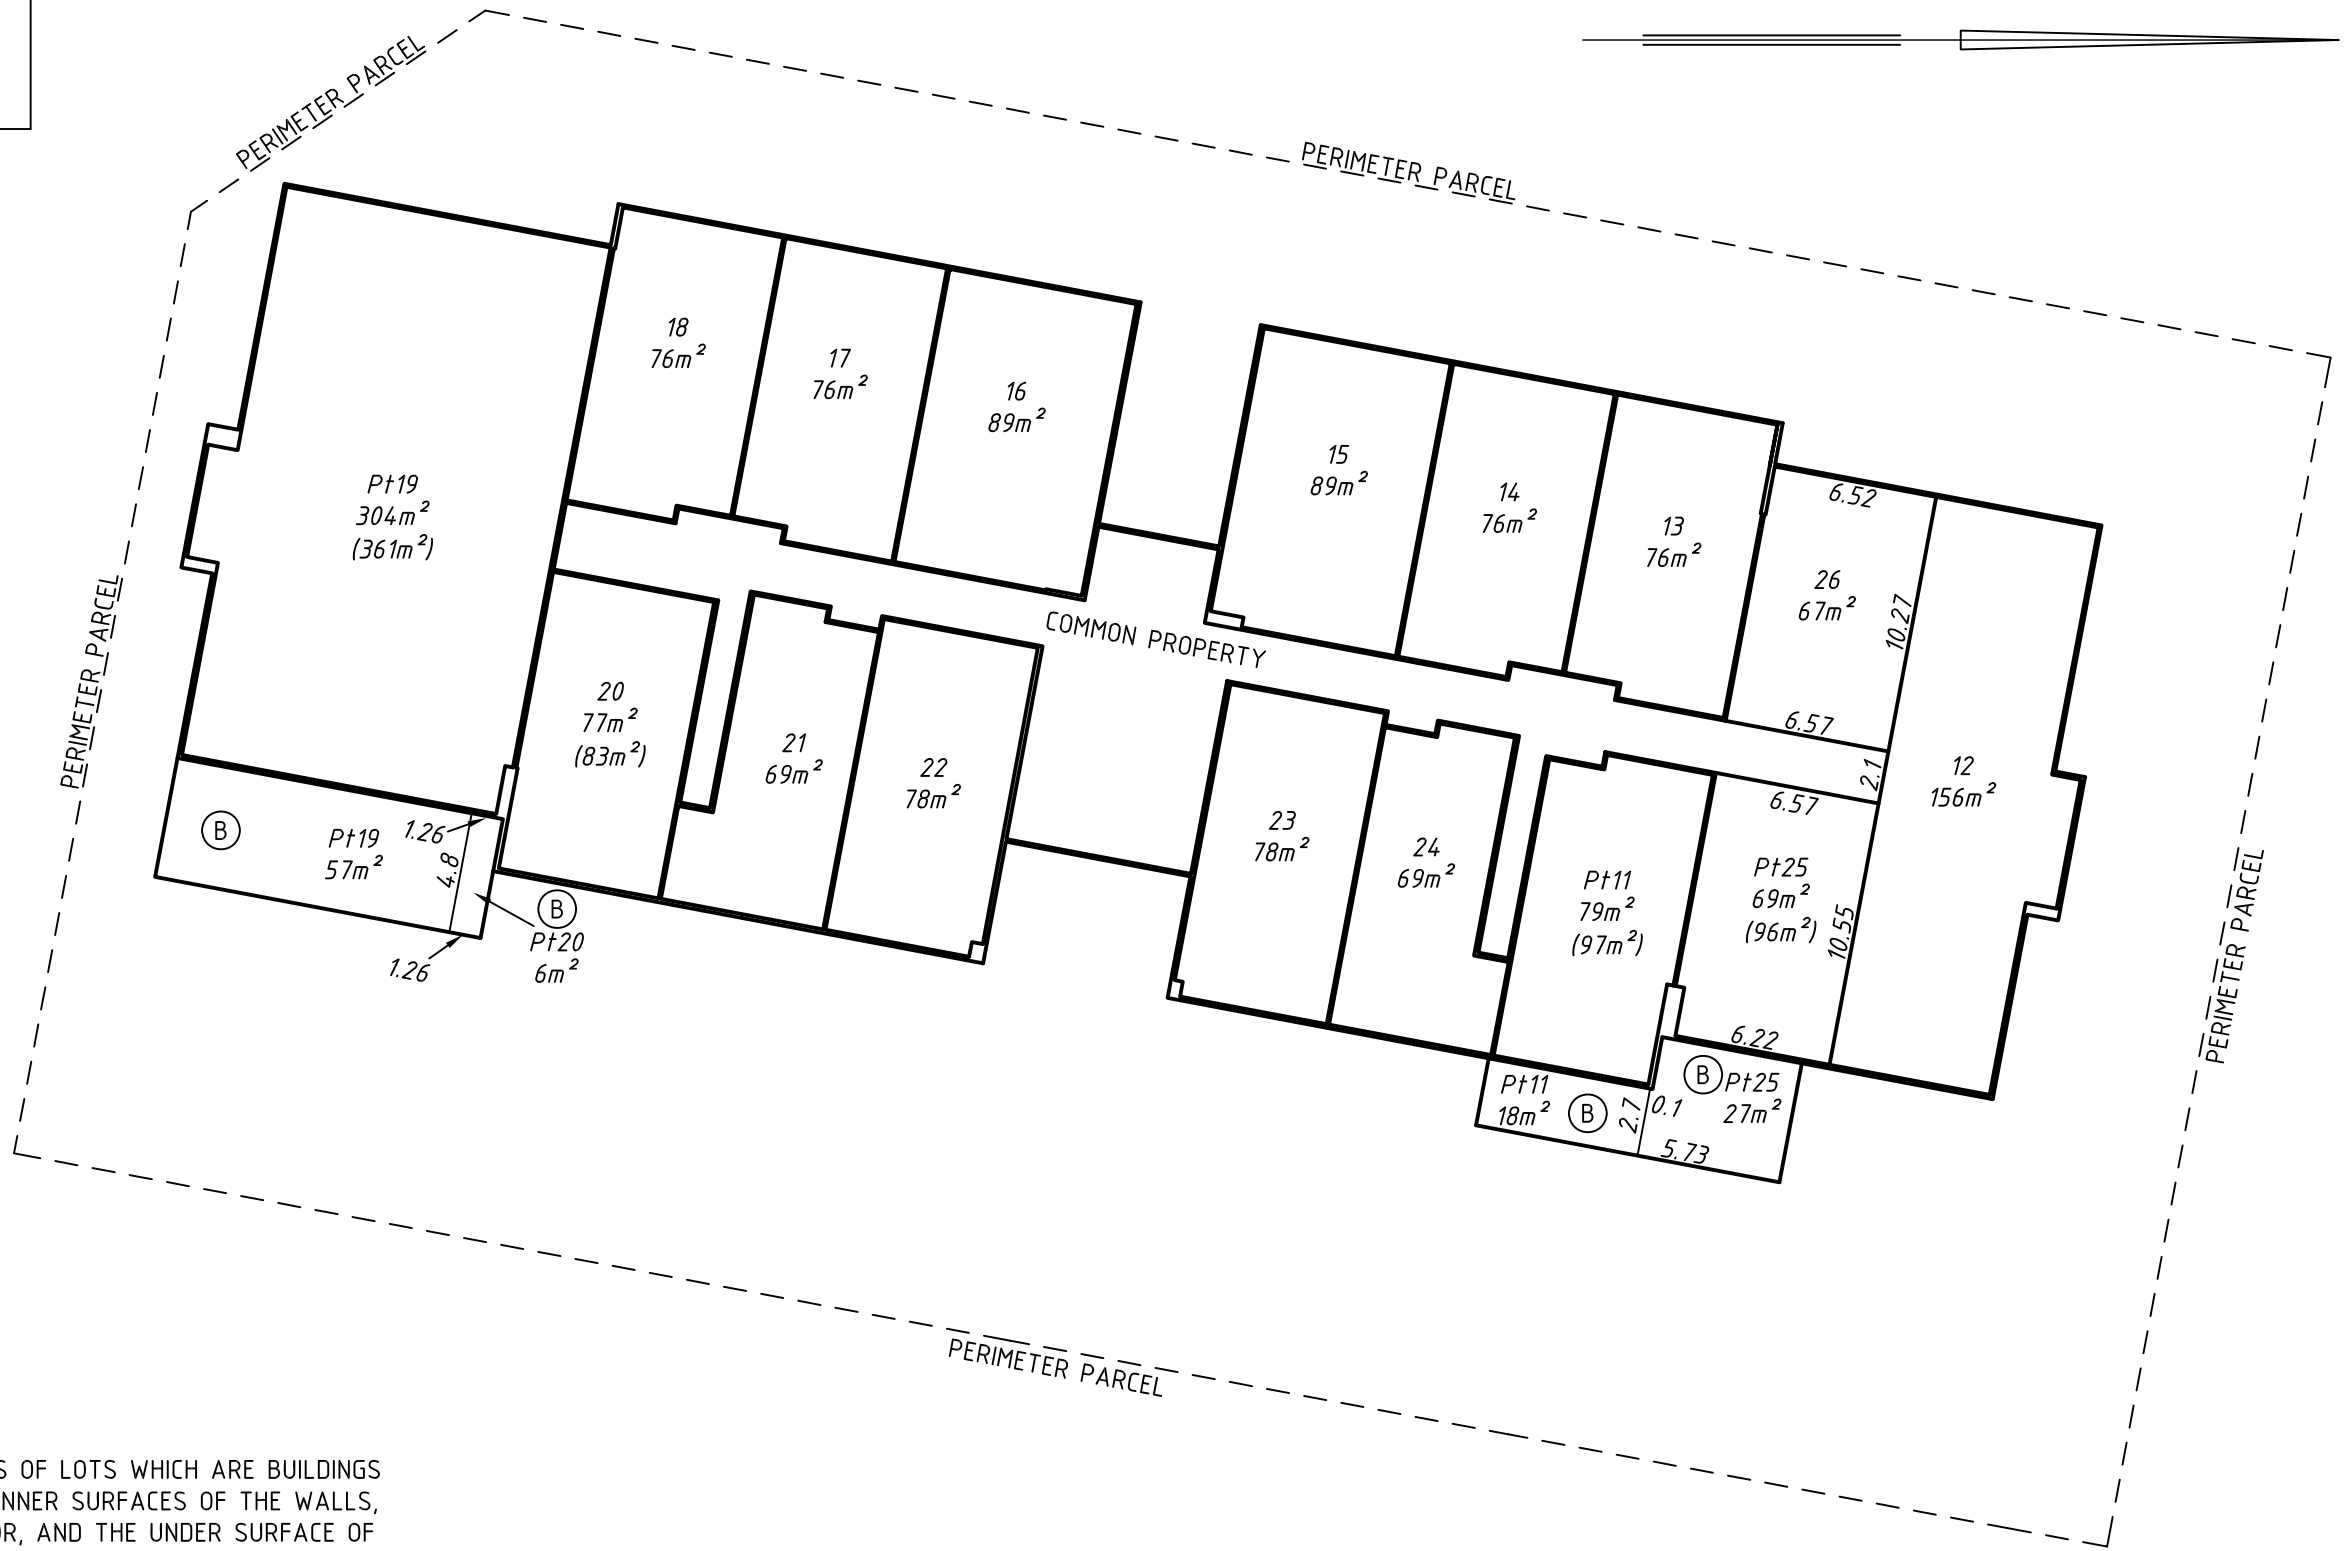 PERIMETER PARCEL
PERIMETER PARCEL
18
76m²
17
76m²
16
89m²
15
89m²
14
76m²
13
76m²
6.52
26
67m²
10.27
6.57
Pt19
304m²
(361m²)
PERIMETER PARCEL
COMMON PROPERTY
20
77m²
(83m²)
21
69m²
22
78m²
23
78m²
24
69m²
Pt11
79m²
(97m²)
6.57
2.1
12
156m²
Pt25
69m²
(96m²)
10.55
6.22
B
Pt19
57m²
1.26
4.8
1.26
B
Pt20
6m²
Pt11
18m²
B
2.7
0.1
B
Pt25
27m²
5.73
PERIMETER PARCEL
PERIMETER PARCEL
S OF LOTS WHICH ARE BUILDINGS
NNER SURFACES OF THE WALLS,
OR, AND THE UNDER SURFACE OF